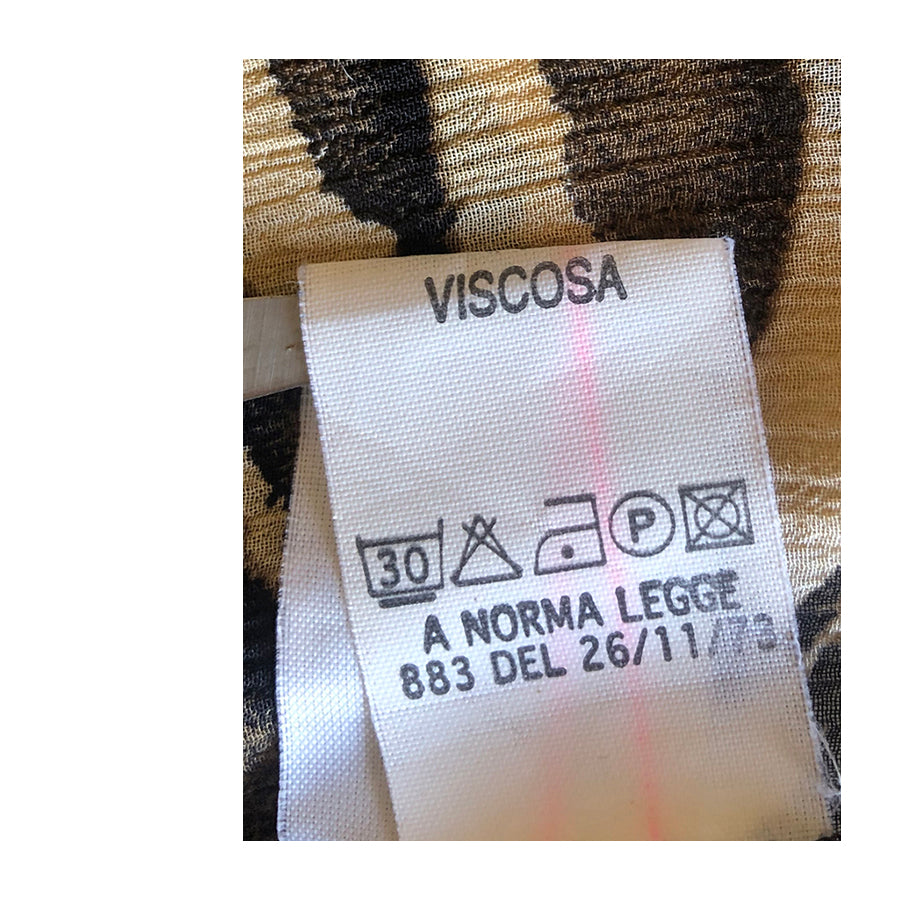 VISCOSA
30 P
A NORMA LEGGE
883 DEL 26/11/73